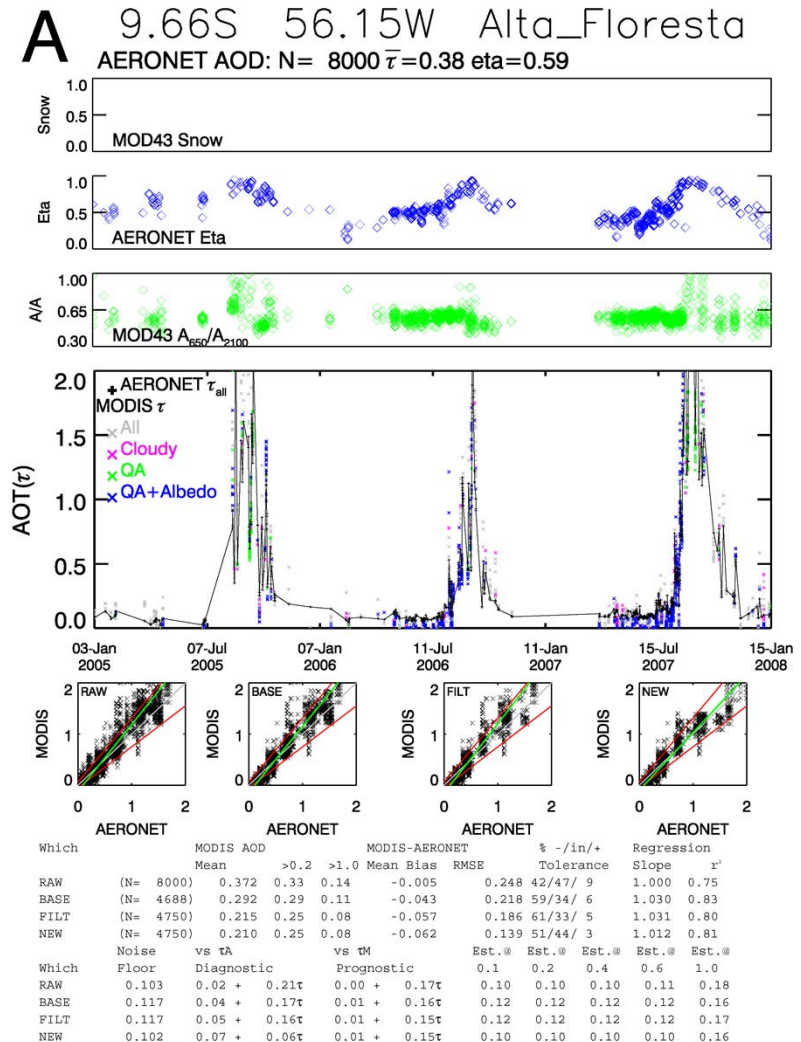 A
9.66S 56.15W Alta_Floresta
AERONET AOD: N= 8000 τ̅=0.38 eta=0.59
Snow
1.0
0.5
0.0
MOD43 Snow
Eta
1.0
0.5
0.0
AERONET Eta
A/A
1.00
0.65
0.30
MOD43 A650/A2100
AOT(τ)
2.0
1.5
1.0
0.5
0.0
+ AERONET τall
MODIS τ
× All
× Cloudy
× QA
× QA+Albedo
03-Jan 07-Jul 07-Jan 11-Jul 11-Jan 15-Jul 15-Jan
2005 2005 2006 2006 2007 2007 2008
RAW
BASE
FILT
NEW
MODIS MODIS MODIS MODIS
2 2 2 2
1 1 1 1
0 0 0 0
0 1 2 0 1 2 0 1 2 0 1 2
AERONET AERONET AERONET AERONET
Which MODIS AOD MODIS-AERONET % -/in/+ Regression
Mean >0.2 >1.0 Mean Bias RMSE Tolerance Slope r²
RAW (N= 8000) 0.372 0.33 0.14 -0.005 0.248 42/47/ 9 1.000 0.75
BASE (N= 4688) 0.292 0.29 0.11 -0.043 0.218 59/34/ 6 1.030 0.83
FILT (N= 4750) 0.215 0.25 0.08 -0.057 0.186 61/33/ 5 1.031 0.80
NEW (N= 4750) 0.210 0.25 0.08 -0.062 0.139 51/44/ 3 1.012 0.81
Noise vs τA vs τM Est.@ Est.@ Est.@ Est.@ Est.@
Which Floor Diagnostic Prognostic 0.1 0.2 0.4 0.6 1.0
RAW 0.103 0.02 + 0.21τ 0.00 + 0.17τ 0.10 0.10 0.10 0.11 0.18
BASE 0.117 0.04 + 0.17τ 0.01 + 0.16τ 0.12 0.12 0.12 0.12 0.16
FILT 0.117 0.05 + 0.16τ 0.01 + 0.15τ 0.12 0.12 0.12 0.12 0.17
NEW 0.102 0.07 + 0.06τ 0.01 + 0.15τ 0.10 0.10 0.10 0.10 0.16